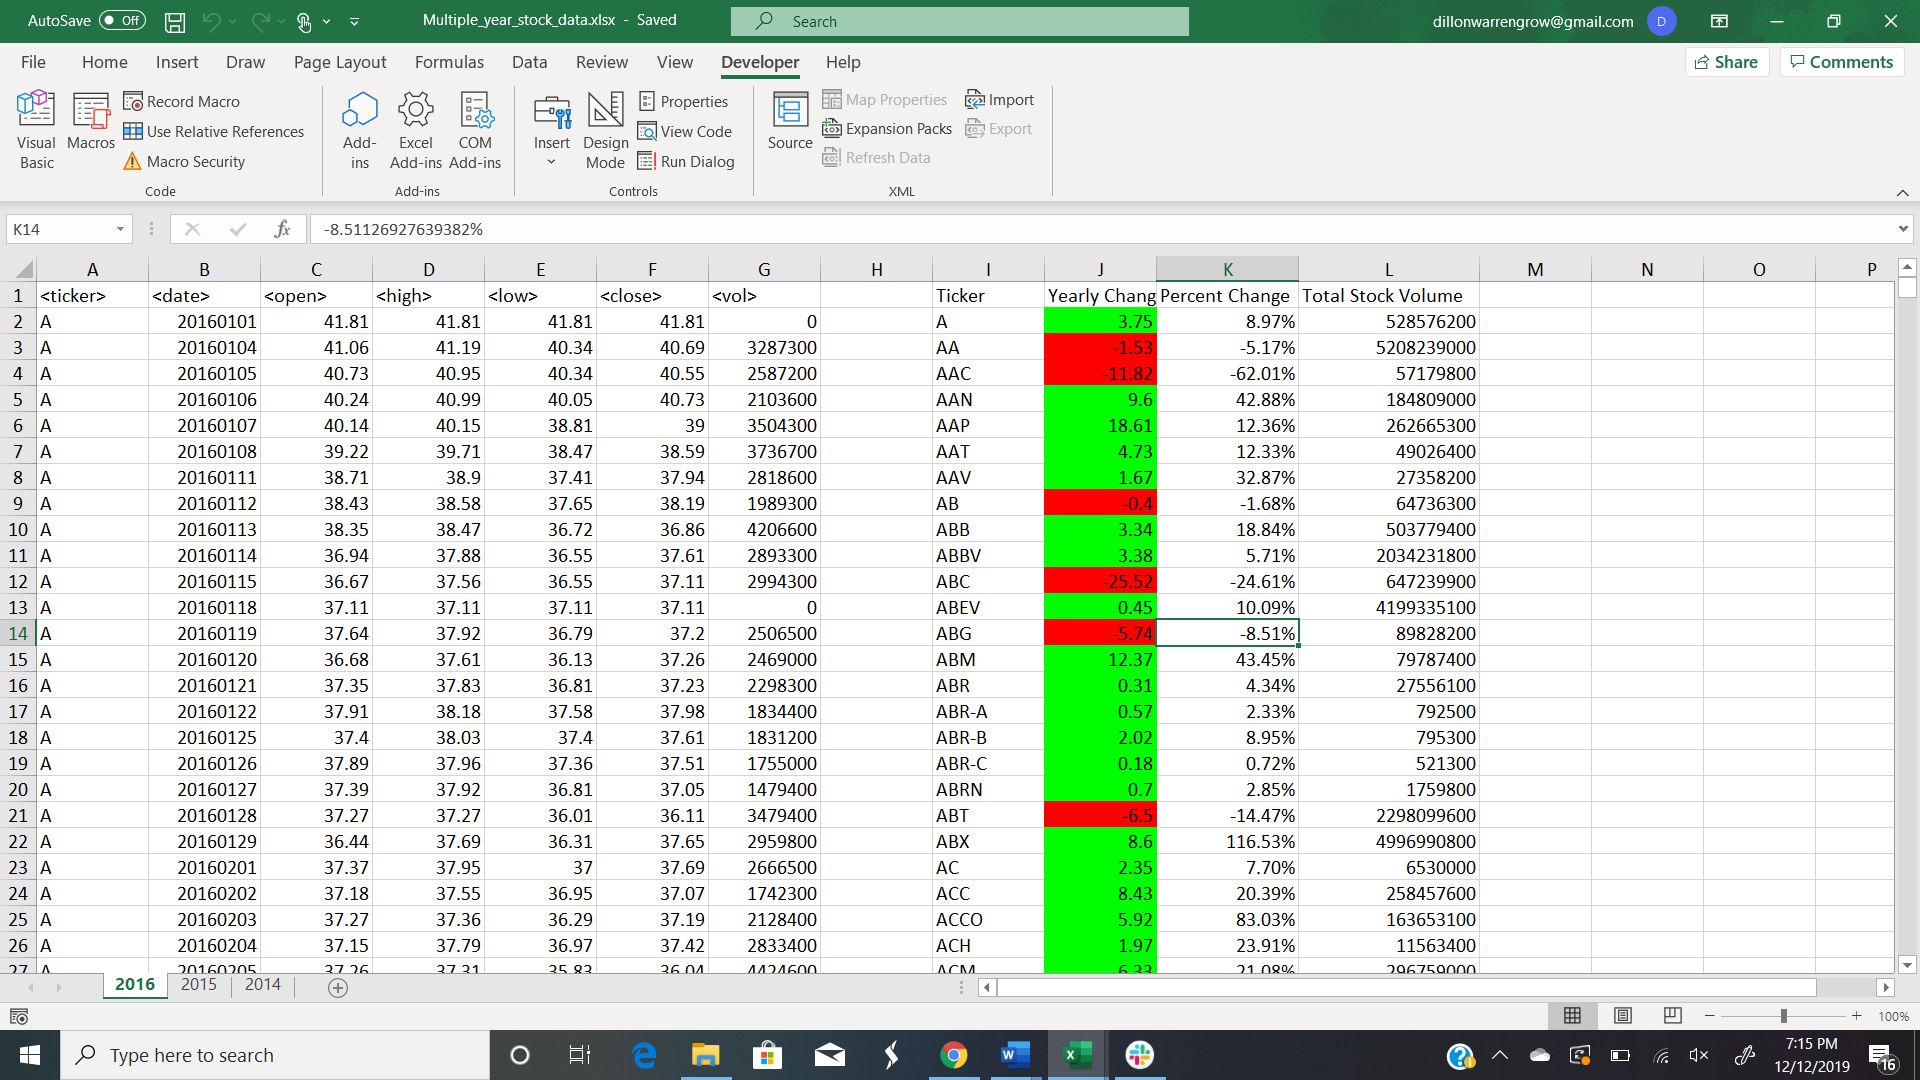 AutoSave Off Multiple_year_stock_data.xlsx - Saved Search dillonwarrengrow@gmail.com D
File Home Insert Draw Page Layout Formulas Data Review View Developer Help Share Comments
Visual Basic
Macros
Record Macro
Use Relative References
Macro Security
Code
Add-ins
Excel Add-ins
COM Add-ins
Add-ins
Insert
Design Mode
Properties
View Code
Run Dialog
Controls
Source
Map Properties
Expansion Packs
Refresh Data
Import
Export
XML
K14 fx -8.51126927639382%
A B C D E F G H I J K L M N O P
1 <ticker> <date> <open> <high> <low> <close> <vol> Ticker Yearly Chang Percent Change Total Stock Volume
2 A 20160101 41.81 41.81 41.81 41.81 0 A 3.75 8.97% 528576200
3 A 20160104 41.06 41.19 40.34 40.69 3287300 AA -1.53 -5.17% 5208239000
4 A 20160105 40.73 40.95 40.34 40.55 2587200 AAC -11.82 -62.01% 57179800
5 A 20160106 40.24 40.99 40.05 40.73 2103600 AAN 9.6 42.88% 184809000
6 A 20160107 40.14 40.15 38.81 39 3504300 AAP 18.61 12.36% 262665300
7 A 20160108 39.22 39.71 38.47 38.59 3736700 AAT 4.73 12.33% 49026400
8 A 20160111 38.71 38.9 37.41 37.94 2818600 AAV 1.67 32.87% 27358200
9 A 20160112 38.43 38.58 37.65 38.19 1989300 AB -0.4 -1.68% 64736300
10 A 20160113 38.35 38.47 36.72 36.86 4206600 ABB 3.34 18.84% 503779400
11 A 20160114 36.94 37.88 36.55 37.61 2893300 ABBV 3.38 5.71% 2034231800
12 A 20160115 36.67 37.56 36.55 37.11 2994300 ABC -25.52 -24.61% 647239900
13 A 20160118 37.11 37.11 37.11 37.11 0 ABEV 0.45 10.09% 4199335100
14 A 20160119 37.64 37.92 36.79 37.2 2506500 ABG -5.74 -8.51% 89828200
15 A 20160120 36.68 37.61 36.13 37.26 2469000 ABM 12.37 43.45% 79787400
16 A 20160121 37.35 37.83 36.81 37.23 2298300 ABR 0.31 4.34% 27556100
17 A 20160122 37.91 38.18 37.58 37.98 1834400 ABR-A 0.57 2.33% 792500
18 A 20160125 37.4 38.03 37.4 37.61 1831200 ABR-B 2.02 8.95% 795300
19 A 20160126 37.89 37.96 37.36 37.51 1755000 ABR-C 0.18 0.72% 521300
20 A 20160127 37.39 37.92 36.81 37.05 1479400 ABRN 0.7 2.85% 1759800
21 A 20160128 37.27 37.27 36.01 36.11 3479400 ABT -6.5 -14.47% 2298099600
22 A 20160129 36.44 37.69 36.31 37.65 2959800 ABX 8.6 116.53% 4996990800
23 A 20160201 37.37 37.95 37 37.69 2666500 AC 2.35 7.70% 6530000
24 A 20160202 37.18 37.55 36.95 37.07 1742300 ACC 8.43 20.39% 258457600
25 A 20160203 37.27 37.36 36.29 37.19 2128400 ACCO 5.92 83.03% 163653100
26 A 20160204 37.15 37.79 36.97 37.42 2833400 ACH 1.97 23.91% 11563400
27 A 20160205 37.26 37.31 35.83 36.04 4424600 ACM 6.33 21.08% 296759000
2016 2015 2014
100%
Type here to search
7:15 PM
12/12/2019
16